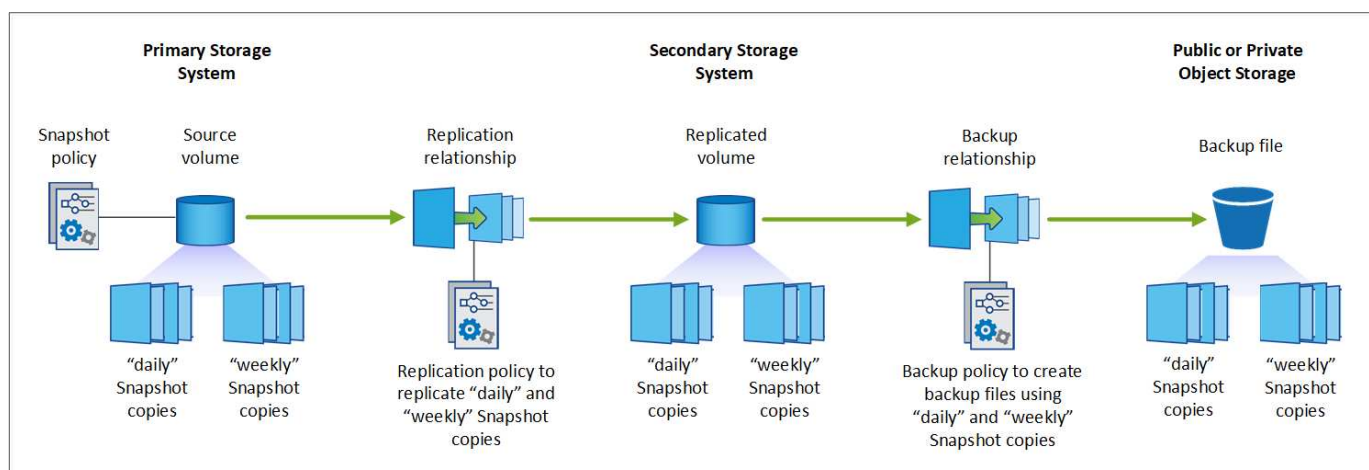 Primary Storage
System
Secondary Storage
System
Public or Private
Object Storage
Snapshot
policy
Source
volume
Replication
relationship
Replicated
volume
Backup
relationship
Backup file
“daily”
Snapshot
copies
“weekly”
Snapshot
copies
Replication policy to
replicate “daily” and
“weekly” Snapshot
copies
“daily”
Snapshot
copies
“weekly”
Snapshot
copies
Backup policy to create
backup files using
“daily” and “weekly”
Snapshot copies
“daily”
Snapshot
copies
“weekly”
Snapshot
copies